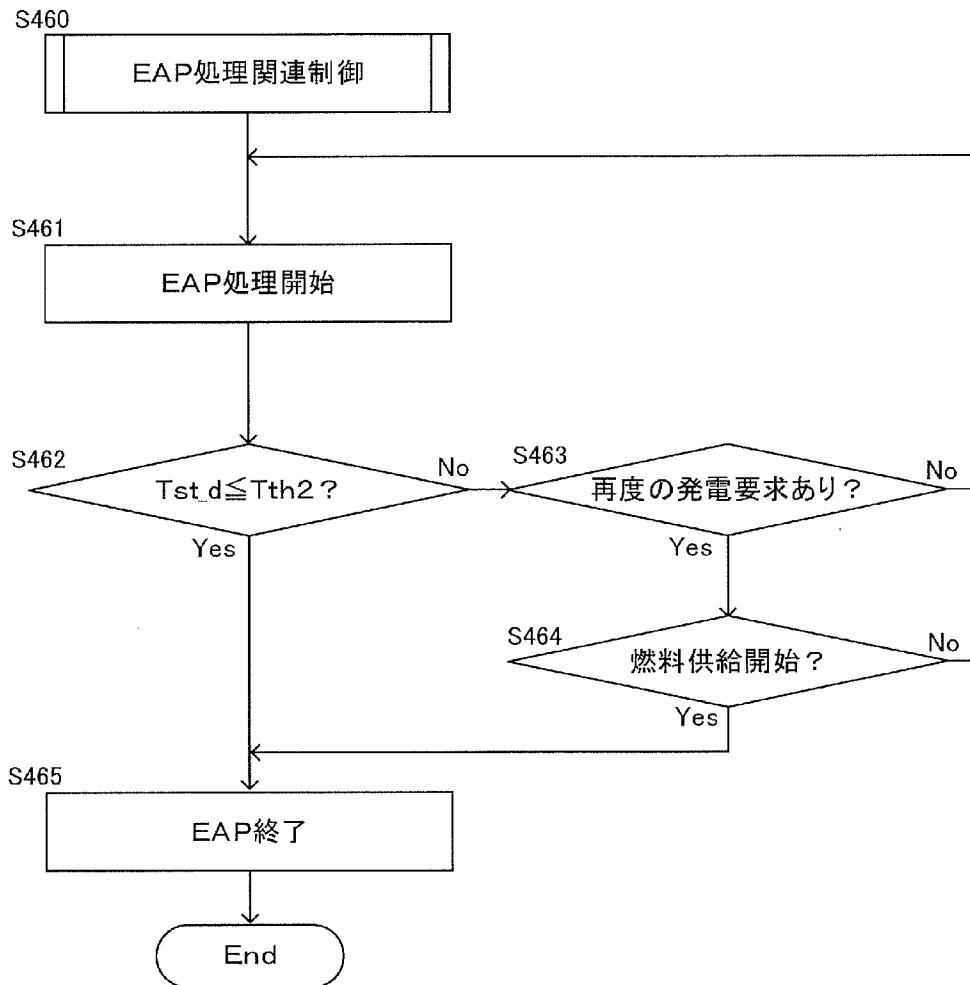 S460
EAP処理関連制御
S461
EAP処理開始
S462
Tst_d≦Tth2?
No
Yes
S463
再度の発電要求あり?
No
Yes
S464
燃料供給開始?
No
Yes
S465
EAP終了
End